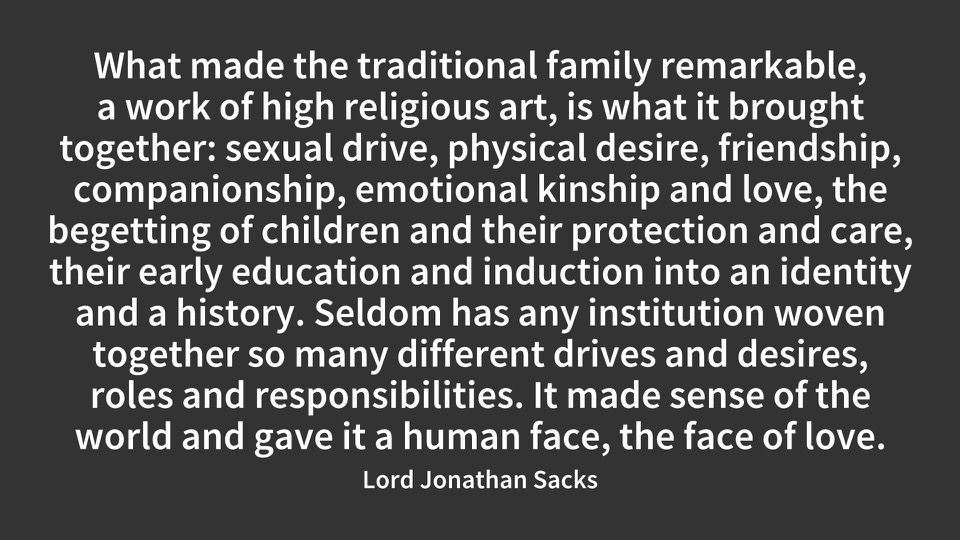 What made the traditional family remarkable,
a work of high religious art, is what it brought
together: sexual drive, physical desire, friendship,
companionship, emotional kinship and love, the
begetting of children and their protection and care,
their early education and induction into an identity
and a history. Seldom has any institution woven
together so many different drives and desires,
roles and responsibilities. It made sense of the
world and gave it a human face, the face of love.
Lord Jonathan Sacks